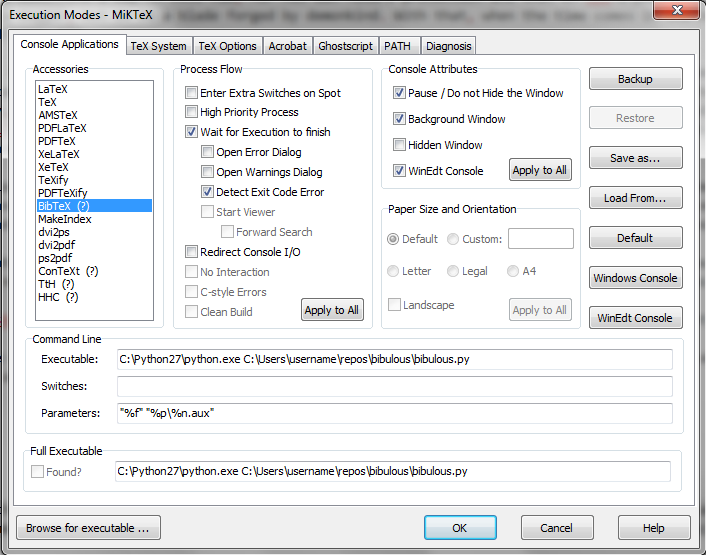 Execution Modes - MiKTeX
Console Applications TeX System TeX Options Acrobat Ghostscript PATH Diagnosis
Accessories
LaTeX
TeX
AMSTeX
PDFLaTeX
PDFTeX
XeLaTeX
XeTeX
TeXify
PDFTeXify
BibTeX (?)
MakeIndex
dvi2ps
dvi2pdf
ps2pdf
ConTeXt (?)
TtH (?)
HHC (?)
Process Flow
Enter Extra Switches on Spot
High Priority Process
Wait for Execution to finish
Open Error Dialog
Open Warnings Dialog
Detect Exit Code Error
Start Viewer
Forward Search
Redirect Console I/O
No Interaction
C-style Errors
Clean Build
Apply to All
Console Attributes
Pause / Do not Hide the Window
Background Window
Hidden Window
WinEdt Console
Apply to All
Paper Size and Orientation
Default Custom:
Letter Legal A4
Landscape
Apply to All
Backup
Restore
Save as...
Load From...
Default
Windows Console
WinEdt Console
Command Line
Executable: C:\Python27\python.exe C:\Users\username\repos\bibulous\bibulous.py
Switches:
Parameters: "%f" "%p\%n.aux"
Full Executable
Found? C:\Python27\python.exe C:\Users\username\repos\bibulous\bibulous.py
Browse for executable ...
OK
Cancel
Help